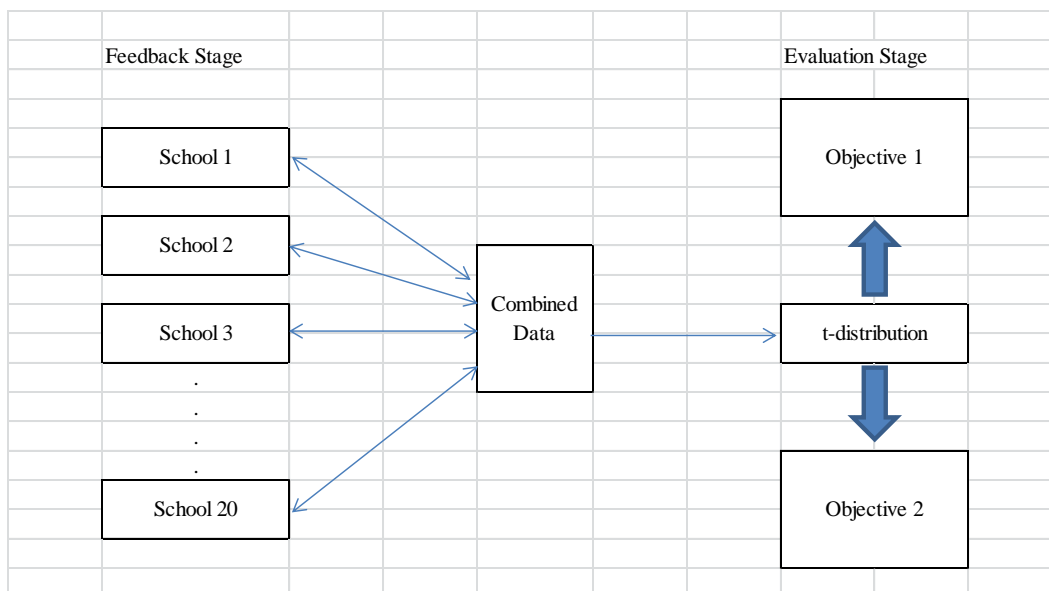 Feedback Stage
Evaluation Stage
School 1
School 2
School 3
.
.
.
.
School 20
Combined
Data
t-distribution
Objective 1
Objective 2